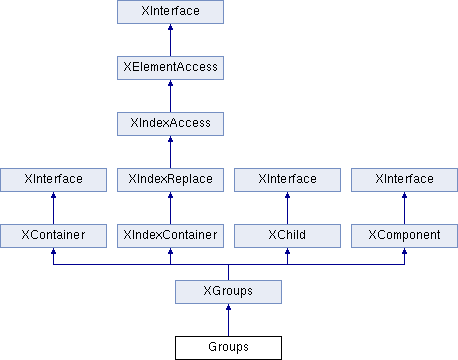 XInterface
XElementAccess
XIndexAccess
XInterface XIndexReplace XInterface XInterface
XContainer XIndexContainer XChild XComponent
XGroups
Groups